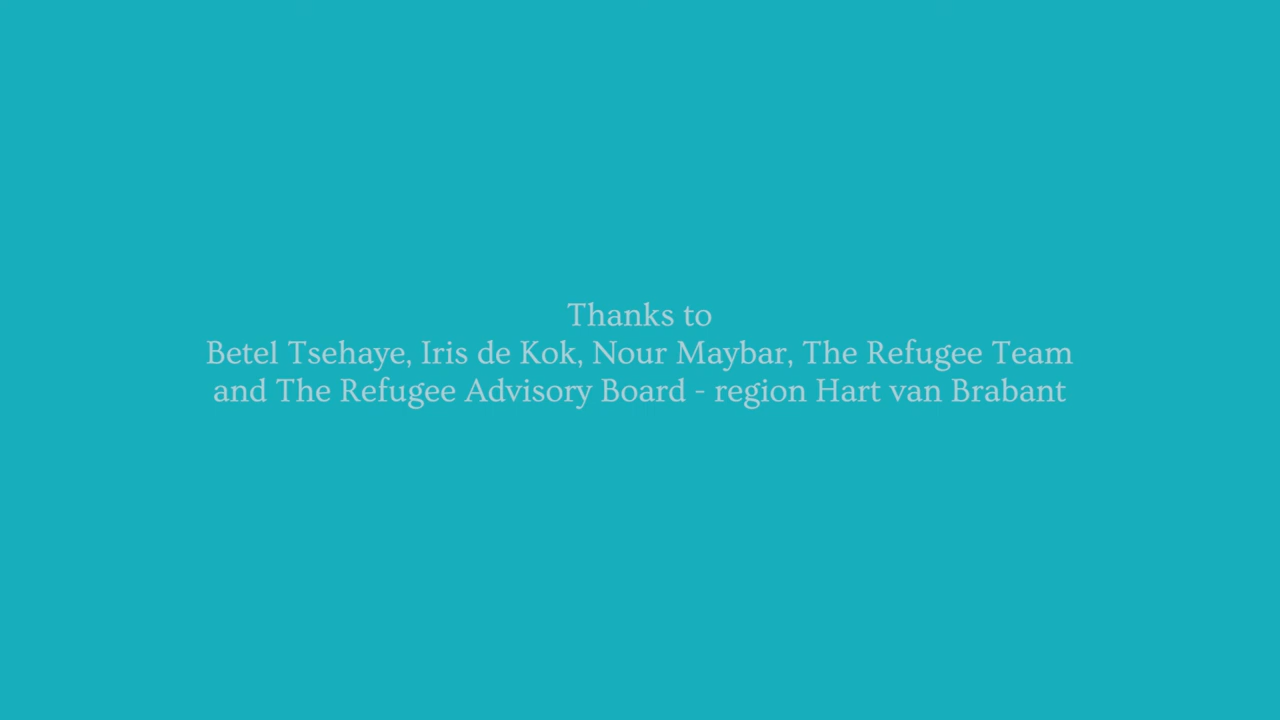 Thanks to
Betel Tsehaye, Iris de Kok, Nour Maybar, The Refugee Team
and The Refugee Advisory Board - region Hart van Brabant